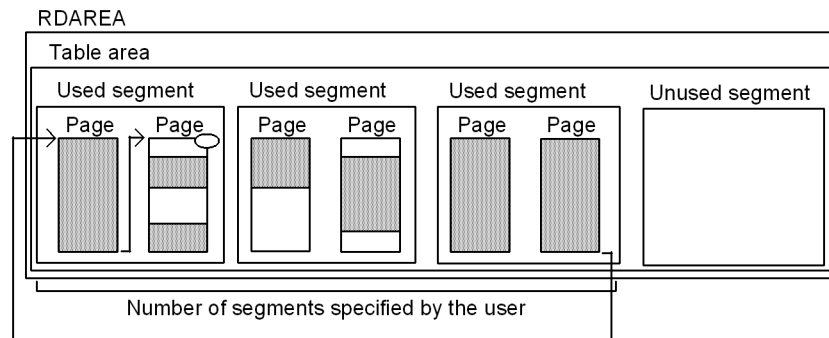 RDAREA
Table area
Used segment
Used segment
Used segment
Unused segment
Page
Page
Page
Page
Page
Page
Number of segments specified by the user